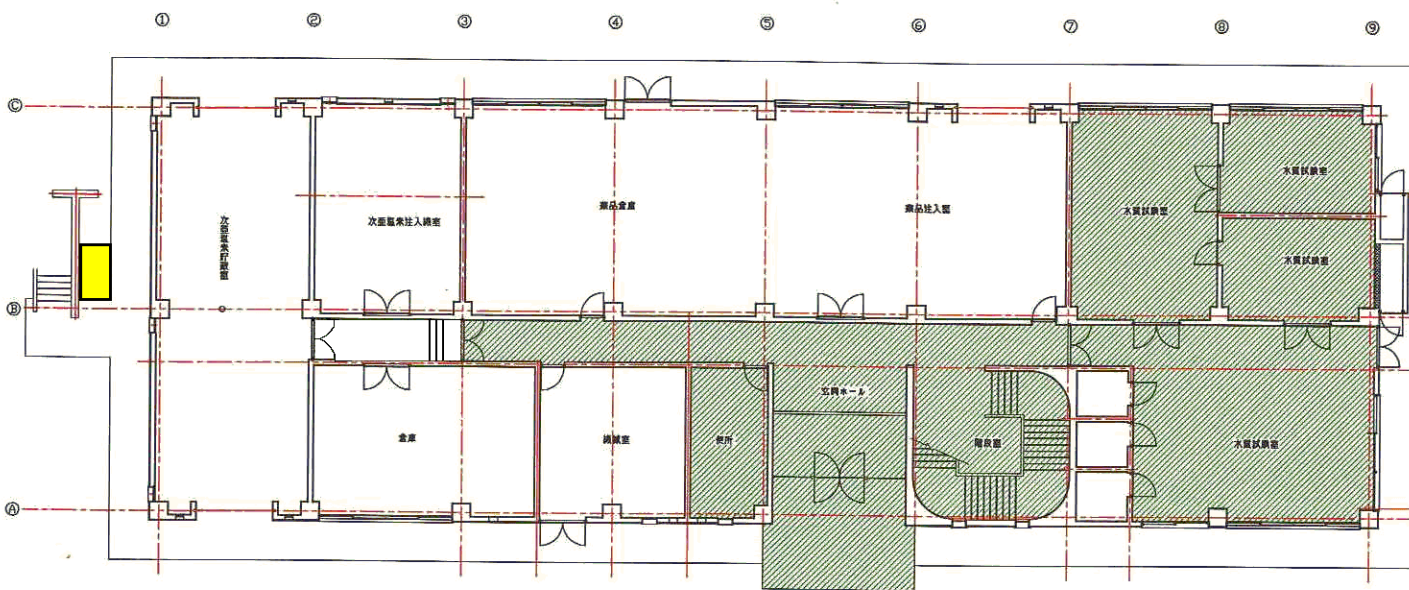 ① ② ③ ④ ⑤ ⑥ ⑦ ⑧ ⑨
Ⓒ
水質試験室
次亜塩素貯蔵室
次亜塩素注入機室
薬品倉庫
薬品注入室
水質試験室
水質試験室
Ⓑ
玄関ホール
倉庫
機械室
便所
階段室
水質試験室
Ⓐ